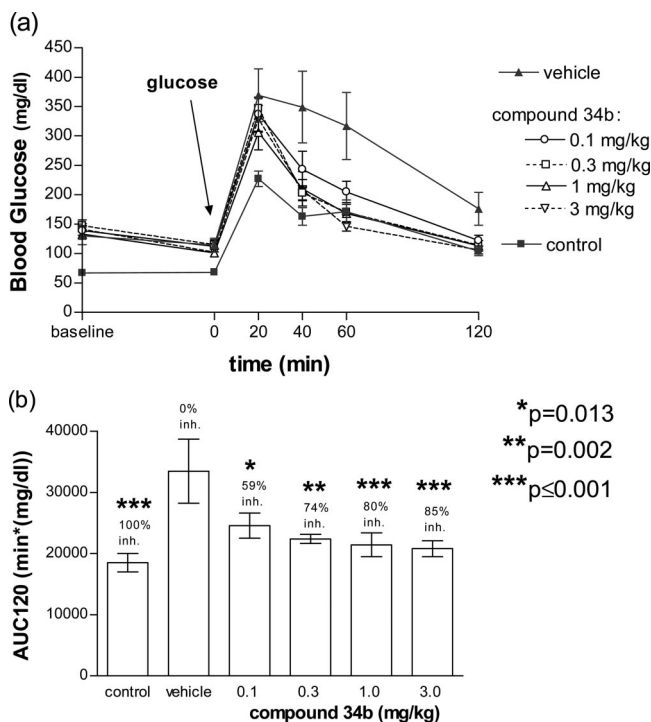 (a)
450
400
350
300
250
200
150
100
50
0
Blood Glucose (mg/dl)
glucose
baseline
0
20
40
60
120
time (min)
vehicle
compound 34b:
0.1 mg/kg
0.3 mg/kg
1 mg/kg
3 mg/kg
control
(b)
40000
30000
20000
10000
0
AUC120 (min*(mg/dl))
***
100%
inh.
0%
inh.
*
59%
inh.
**
74%
inh.
***
80%
inh.
***
85%
inh.
control vehicle 0.1 0.3 1.0 3.0
compound 34b (mg/kg)
*p=0.013
**p=0.002
***p≤0.001